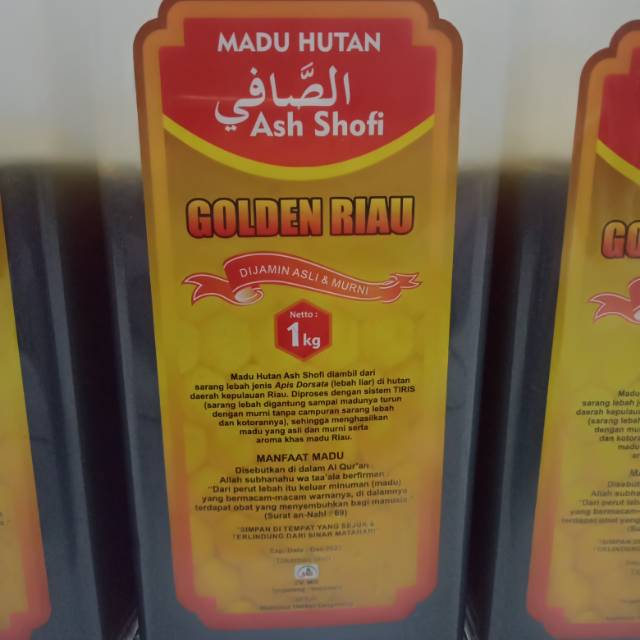 MADU HUTAN
الصَّافي
Ash Shofi
GOLDEN RIAU
DIJAMIN ASLI & MURNI
Netto :
1kg
Madu Hutan Ash Shofi diambil dari
sarang lebah jenis Apis Dorsata (lebah liar) di hutan
daerah kepulauan Riau. Diproses dengan sistem TIRIS
(sarang lebah digantung sampai madunya turun
dengan murni tanpa campuran sarang lebah
dan kotorannya), sehingga menghasilkan
madu yang asli dan murni serta
aroma khas madu Riau.
MANFAAT MADU
Disebutkan di dalam Al Qur'an :
Allah subhanahu wa taa'ala berfirman :
"Dari perut lebah itu keluar minuman (madu)
yang bermacam-macam warnanya, di dalamnya
terdapat obat yang menyembuhkan bagi manusia"
(Surat an-Nahl : 69)
"SIMPAN DI TEMPAT YANG SEJUK &
TERLINDUNG DARI SINAR MATAHARI"